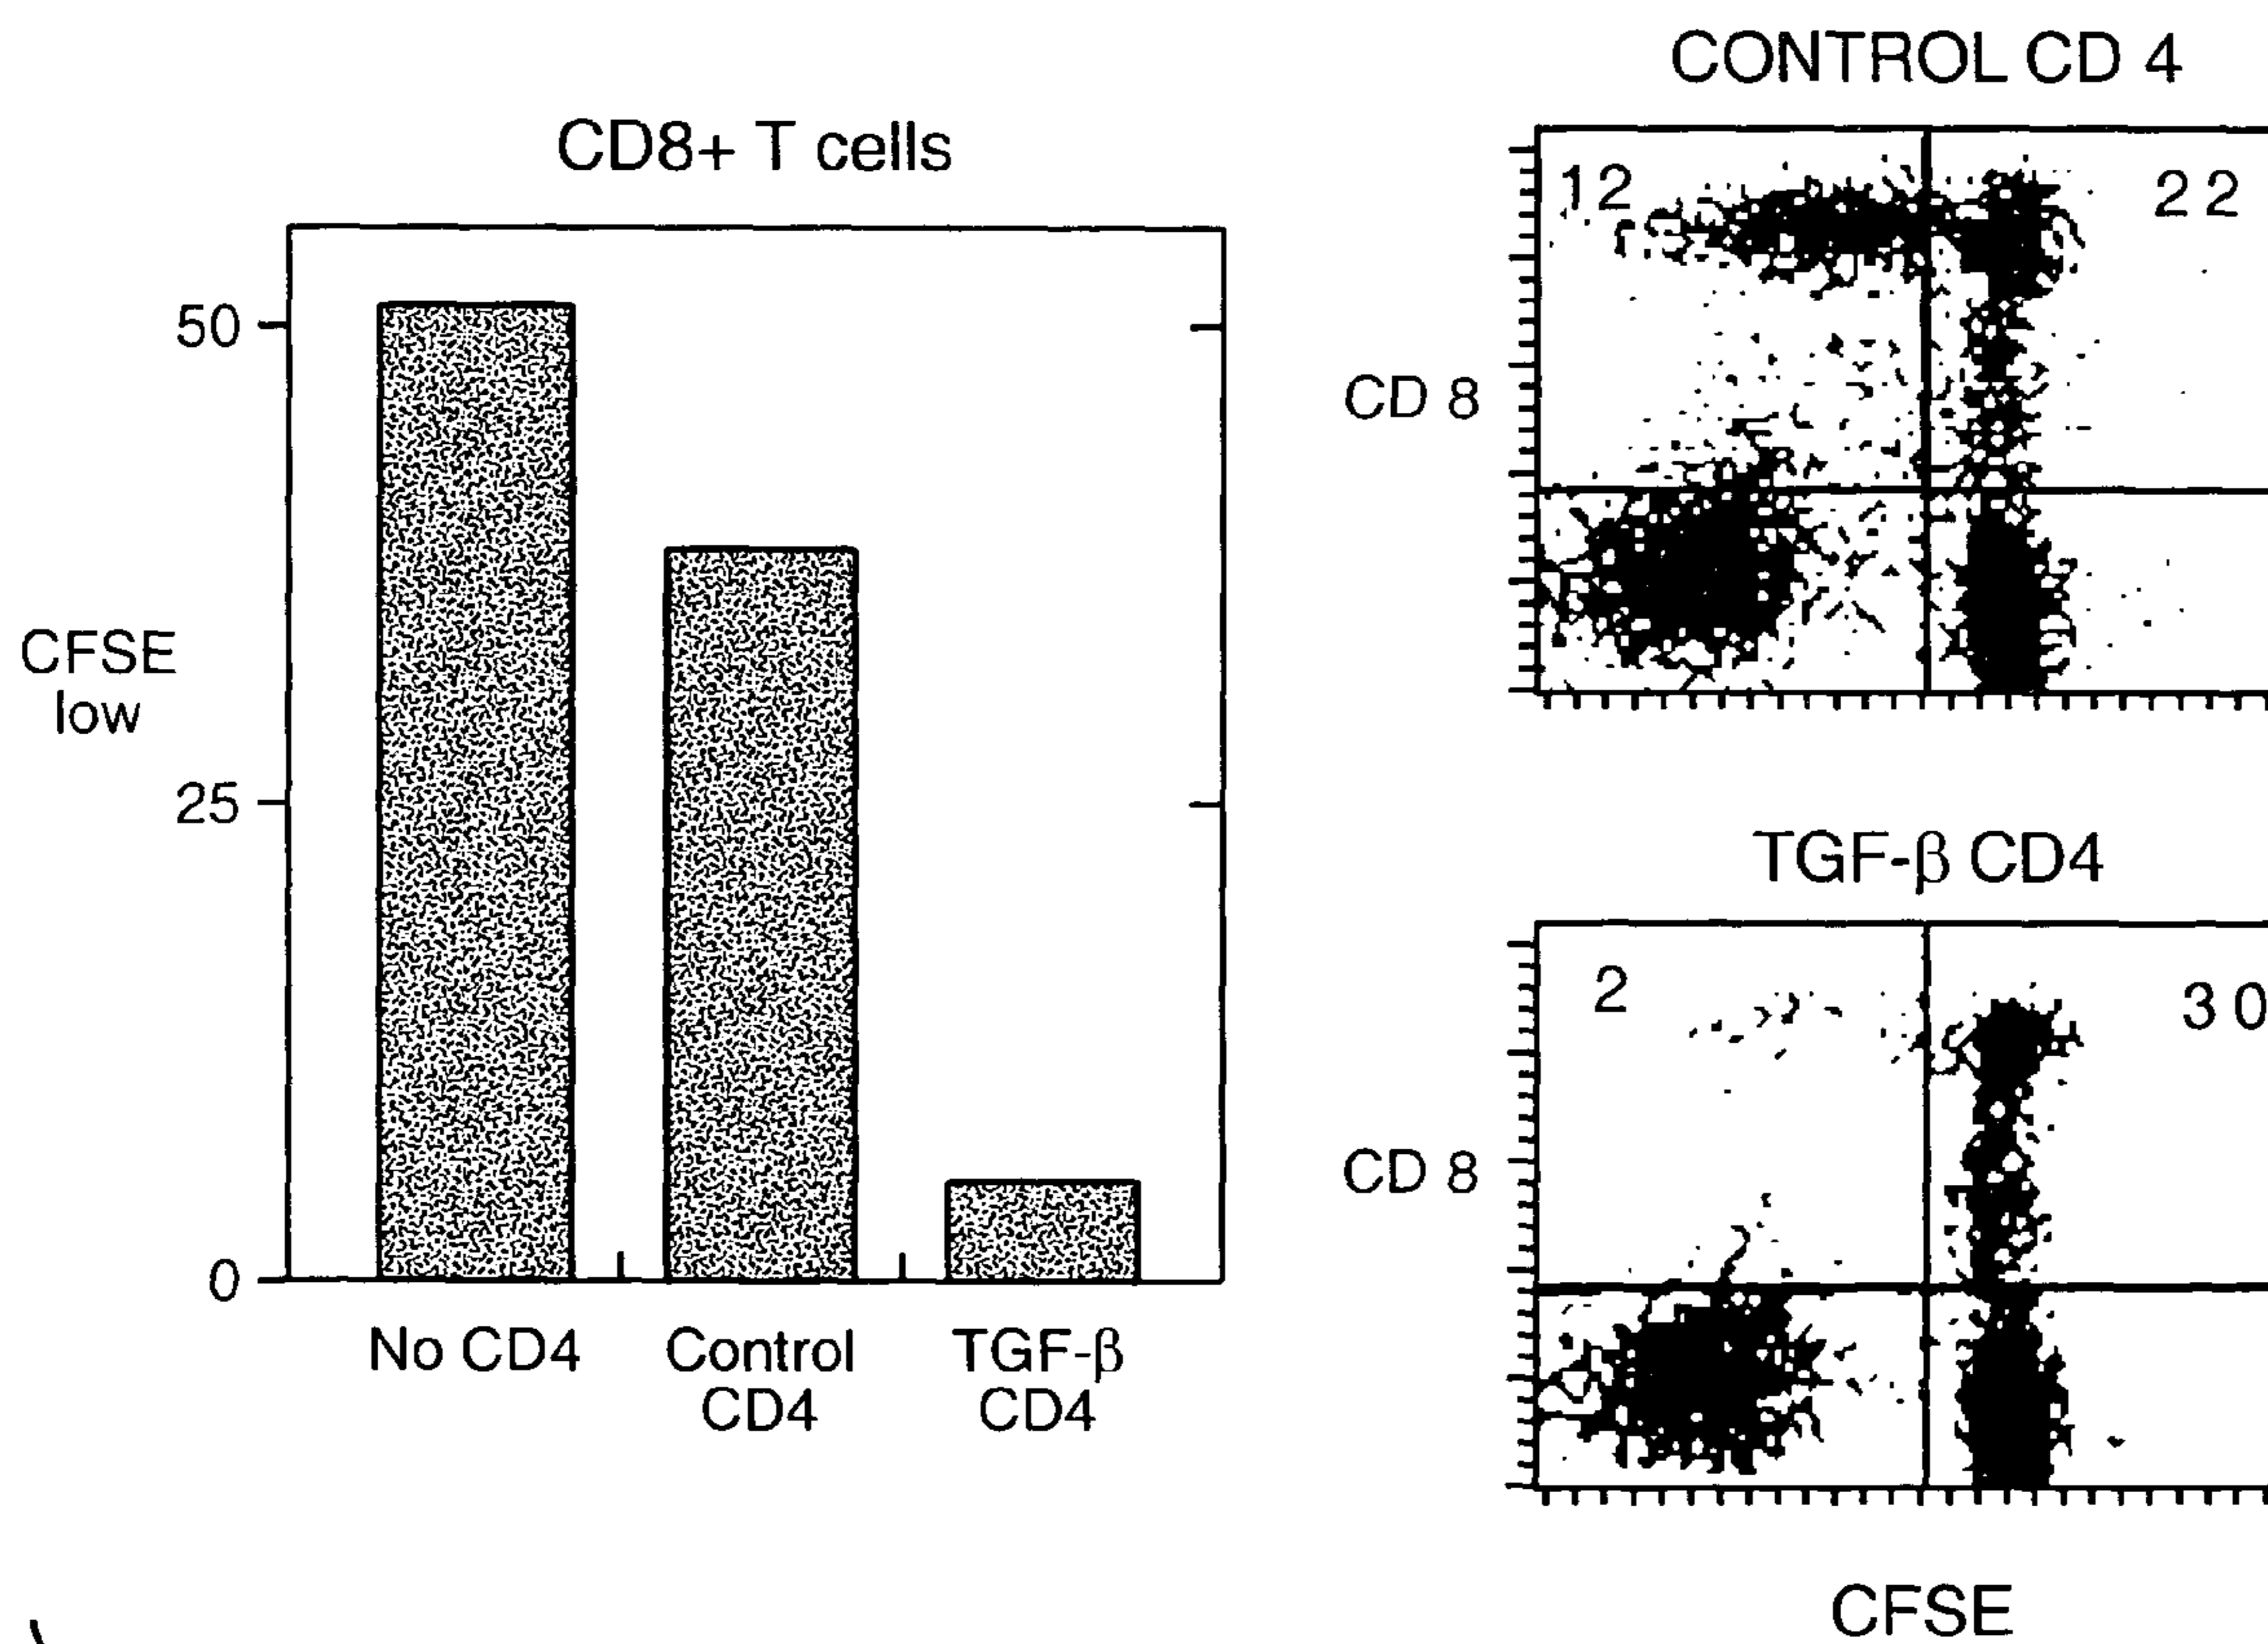 CD8+ T cells
50
25
0
CFSE
low
No CD4
Control
CD4
TGF-β
CD4
CONTROL CD 4
12
22
CD 8
TGF-β CD4
2
30
CD 8
CFSE